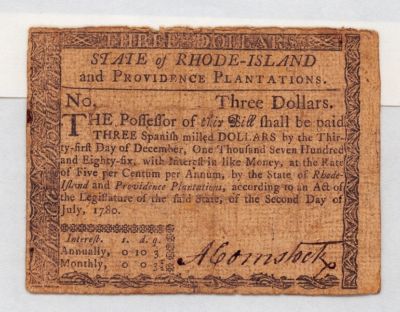 THREE DOLLARS.
STATE of RHODE-ISLAND
and PROVIDENCE PLANTATIONS.
No. Three Dollars.
THE Possessor of this Bill shall be paid
THREE Spanish milled DOLLARS by the Thir-
ty-first Day of December, One Thousand Seven Hundred
and Eighty-six, with Interest in like Money, at the Rate
of Five per Centum per Annum, by the State of Rhode-
Island and Providence Plantations, according to an Act of
the Legislature of the said State, of the Second Day of
July, 1780.
Interest. s. d. q.
Annually, 0 10 3
Monthly, 0 0 3
AComstock